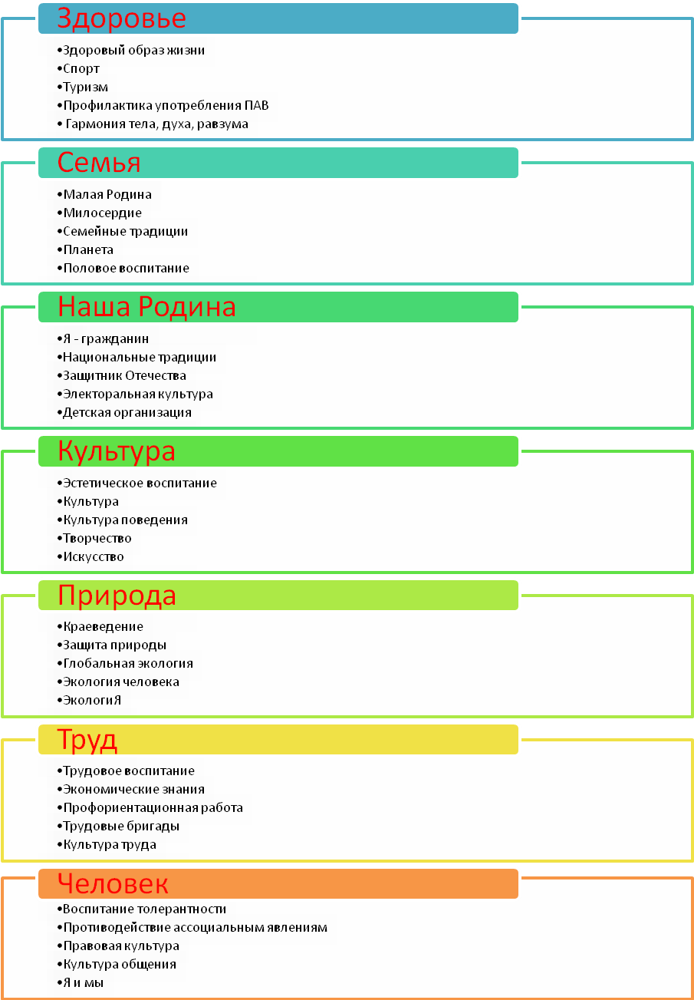 Здоровье
•Здоровый образ жизни
•Спорт
•Туризм
•Профилактика употребления ПАВ
• Гармония тела, духа, равзума
Семья
•Малая Родина
•Милосердие
•Семейные традиции
•Планета
•Половое воспитание
Наша Родина
•Я - гражданин
•Национальные традиции
•Защитник Отечества
•Электоральная культура
•Детская организация
Культура
•Эстетическое воспитание
•Культура
•Культура поведения
•Творчество
•Искусство
Природа
•Краеведение
•Защита природы
•Глобальная экология
•Экология человека
•ЭкологиЯ
Труд
•Трудовое воспитание
•Экономические знания
•Профориентационная работа
•Трудовые бригады
•Культура труда
Человек
•Воспитание толерантности
•Противодействие ассоциальным явлениям
•Правовая культура
•Культура общения
•Я и мы